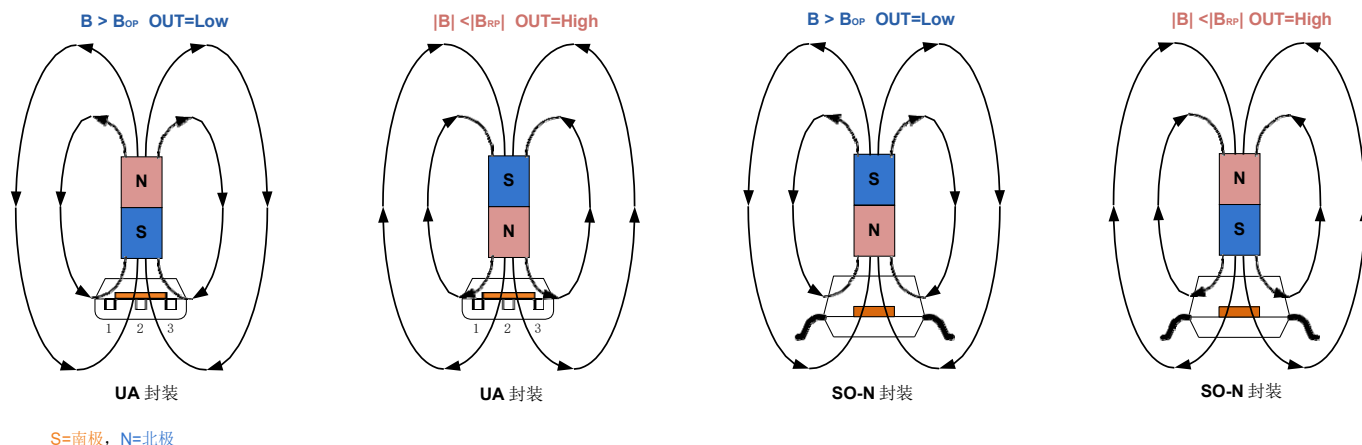 B > BOP OUT=Low
|B| <|BRP| OUT=High
B > BOP OUT=Low
|B| <|BRP| OUT=High
N
S
S
N
S
N
N
S
1 2 3
1 2 3
UA 封装
UA 封装
SO-N 封装
SO-N 封装
S=南极，N=北极